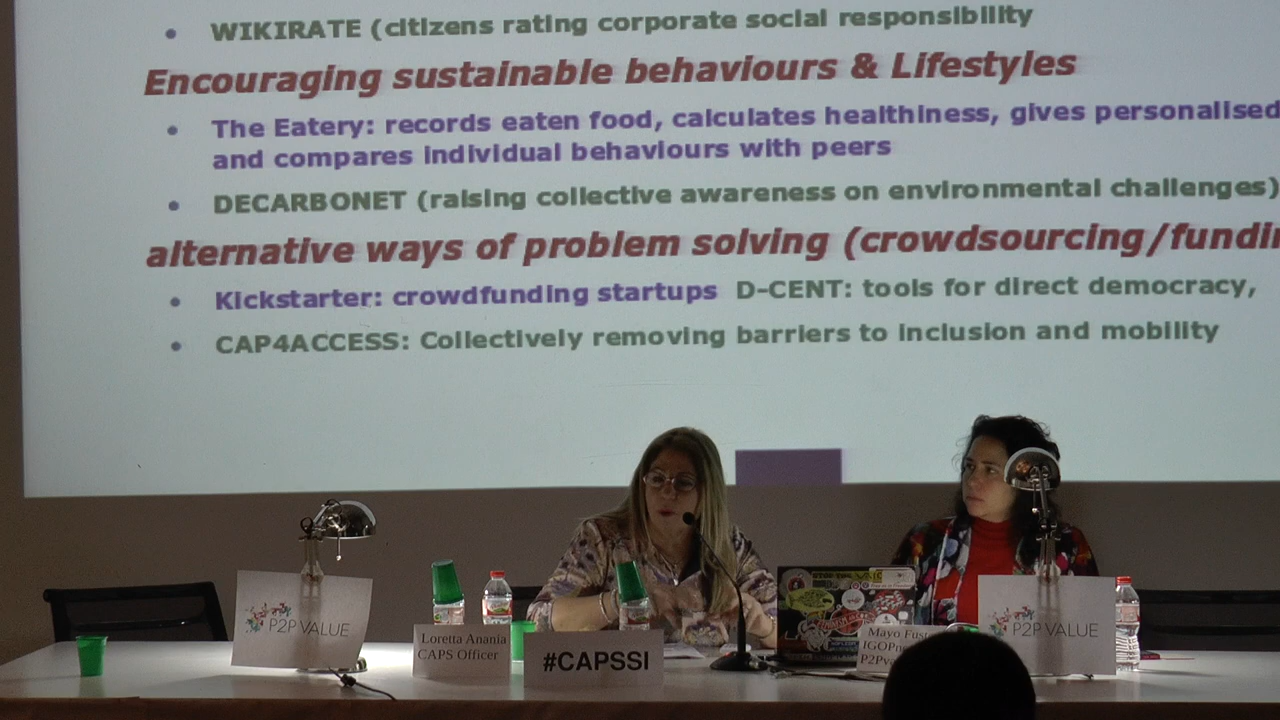 WIKIRATE (citizens rating corporate social responsibility
Encouraging sustainable behaviours & Lifestyles
The Eatery: records eaten food, calculates healthiness, gives personalised
and compares individual behaviours with peers
DECARBONET (raising collective awareness on environmental challenges)
alternative ways of problem solving (crowdsourcing/fundin
Kickstarter: crowdfunding startups D-CENT: tools for direct democracy,
CAP4ACCESS: Collectively removing barriers to inclusion and mobility
P2P VALUE
Loretta Anania
CAPS Officer
#CAPSSI
Mayo Fust
P2P VALUE